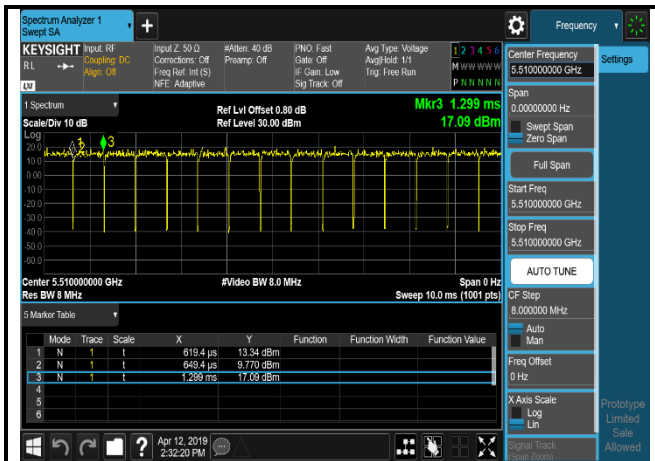 Spectrum Analyzer 1
Swept SA
+
Frequency
KEYSIGHT
Input: RF
Input Z: 50 Ω
#Atten: 40 dB
PNO: Fast
Avg Type: Voltage
1 2 3 4 5 6
RL
Coupling: DC
Corrections: Off
Preamp: Off
Gate: Off
Avg|Hold: 1/1
M W W W W W
Align: Off
Freq Ref: Int (S)
IF Gain: Low
Trig: Free Run
LXI
NFE: Adaptive
Sig Track: Off
P N N N N N
1 Spectrum
Ref Lvl Offset 0.80 dB
Mkr3 1.299 ms
Scale/Div 10 dB
Ref Level 30.00 dBm
17.09 dBm
Log
20.0
3
10.0
0.00
-10.0
-20.0
-30.0
-40.0
-50.0
-60.0
Center 5.510000000 GHz
#Video BW 8.0 MHz
Span 0 Hz
Res BW 8 MHz
Sweep 10.0 ms (1001 pts)
5 Marker Table
Mode Trace Scale X Y Function Function Width Function Value
1 N 1 t 619.4 µs 13.34 dBm
2 N 1 t 649.4 µs 9.770 dBm
3 N 1 t 1.299 ms 17.09 dBm
4
5
6
Apr 12, 2019
2:32:20 PM
?
Center Frequency
5.510000000 GHz
Span
0.00000000 Hz
Swept Span
Zero Span
Full Span
Start Freq
5.510000000 GHz
Stop Freq
5.510000000 GHz
AUTO TUNE
CF Step
8.000000 MHz
Auto
Man
Freq Offset
0 Hz
X Axis Scale
Log
Lin
Signal Track
(Span Zoom)
Settings
Prototype
Limited
Sale
Allowed